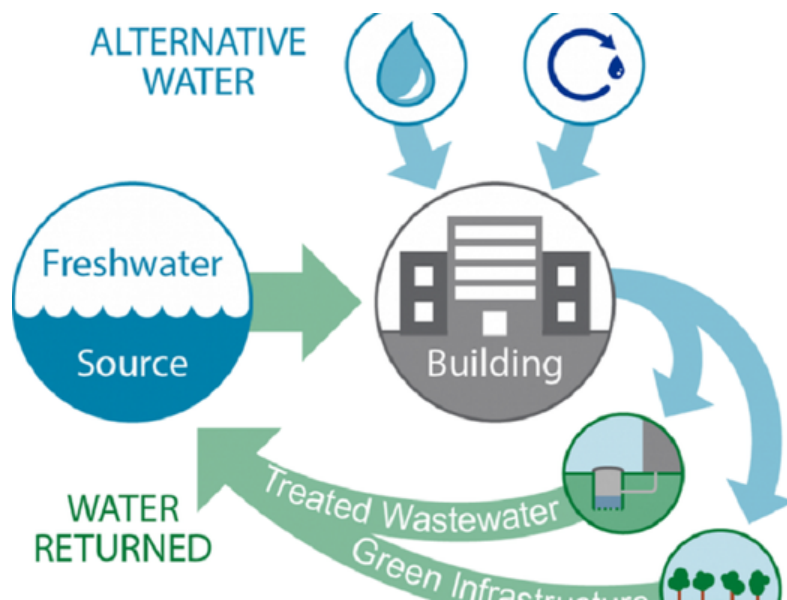 ALTERNATIVE
WATER
Freshwater
Source
Building
Treated Wastewater
WATER
RETURNED
Green Infrastructure